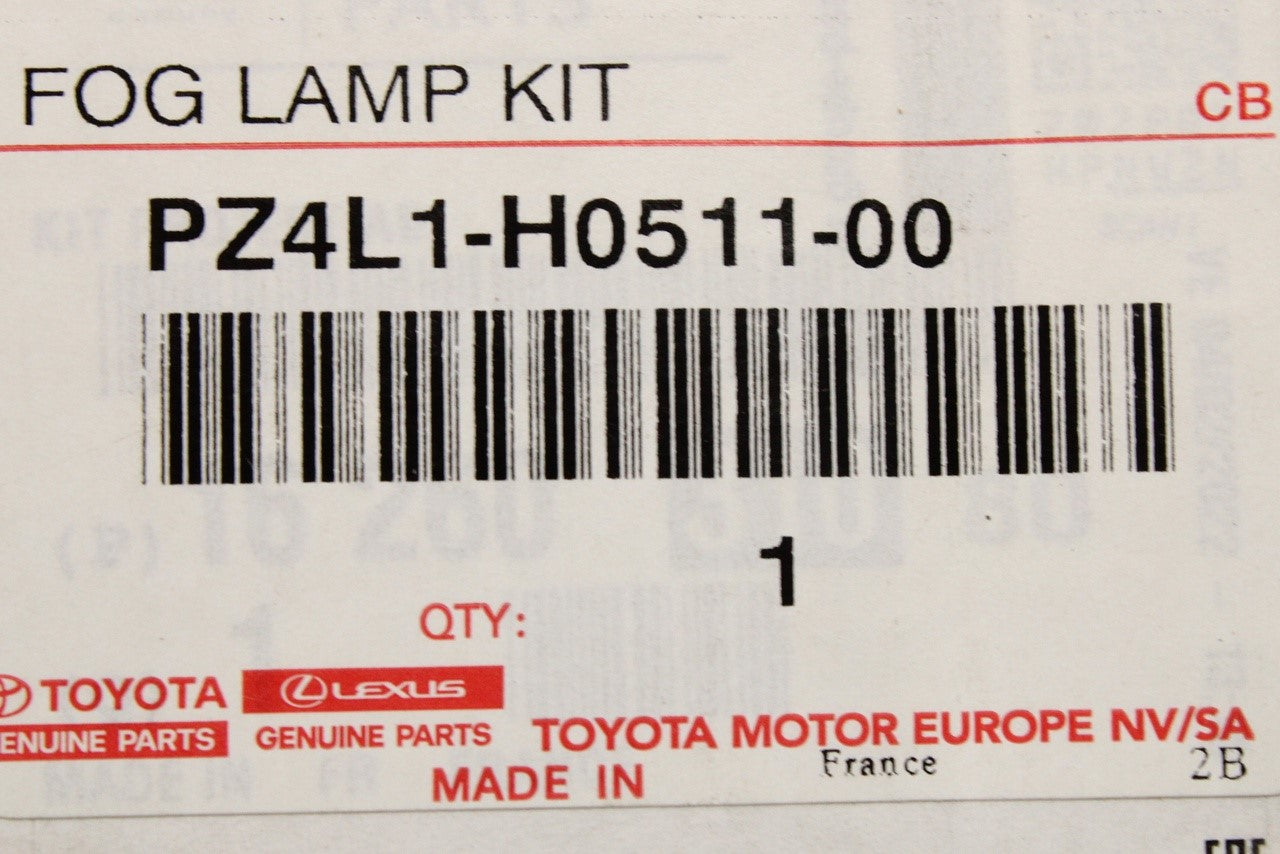 FOG LAMP KIT
CB
PZ4L1-H0511-00
1
QTY:
TOYOTA
ENUINE PARTS
LEXUS
GENUINE PARTS
TOYOTA MOTOR EUROPE NV/SA
MADE IN France 2B